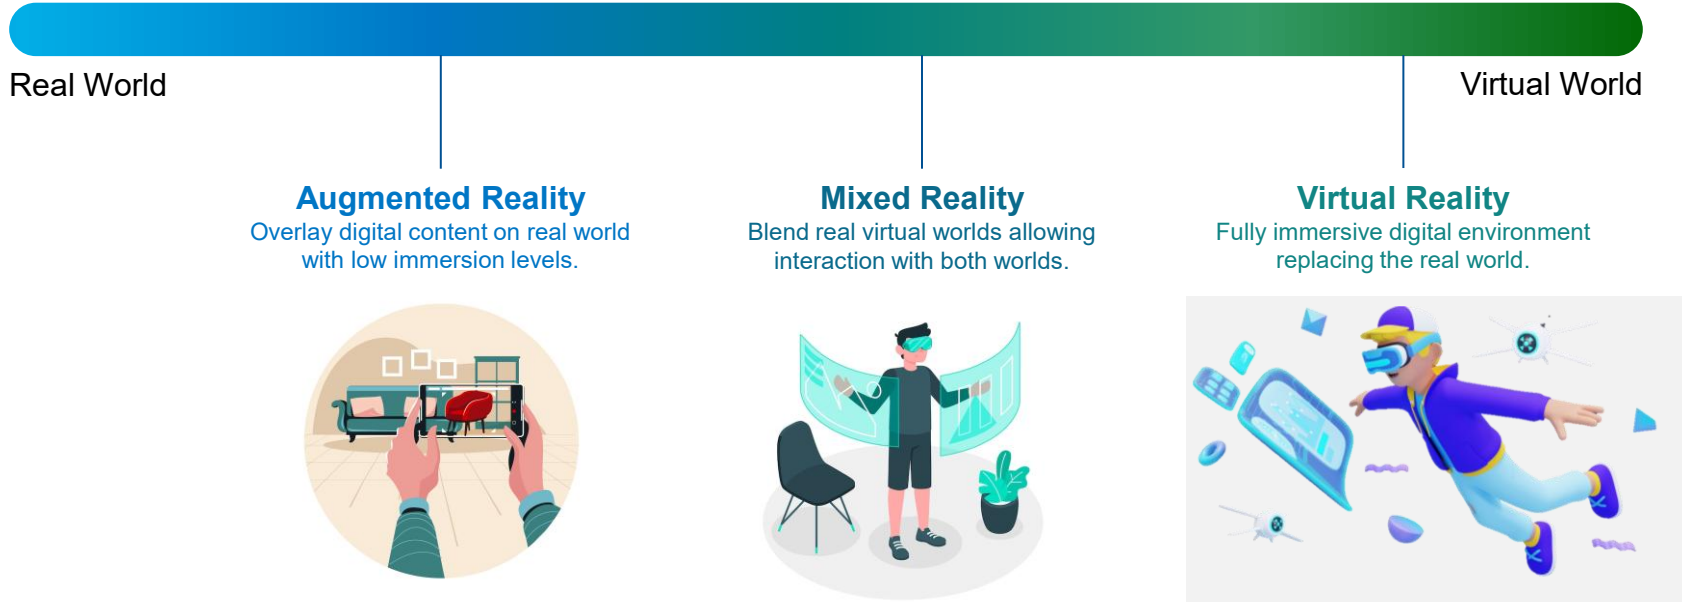 Real World
Virtual World
Augmented Reality
Overlay digital content on real world
with low immersion levels.
Mixed Reality
Blend real virtual worlds allowing
interaction with both worlds.
Virtual Reality
Fully immersive digital environment
replacing the real world.